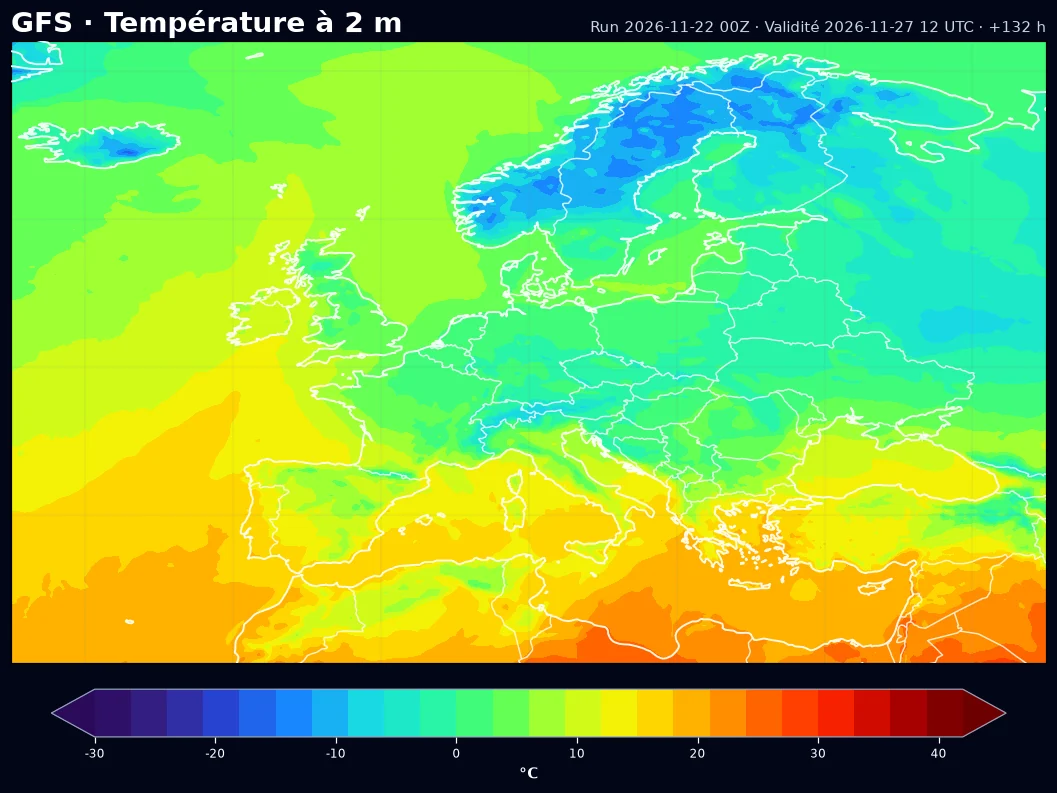 GFS · Température à 2 m
Run 2026-11-22 00Z · Validité 2026-11-27 12 UTC · +132 h
-30 -20 -10 0 10 20 30 40
°C